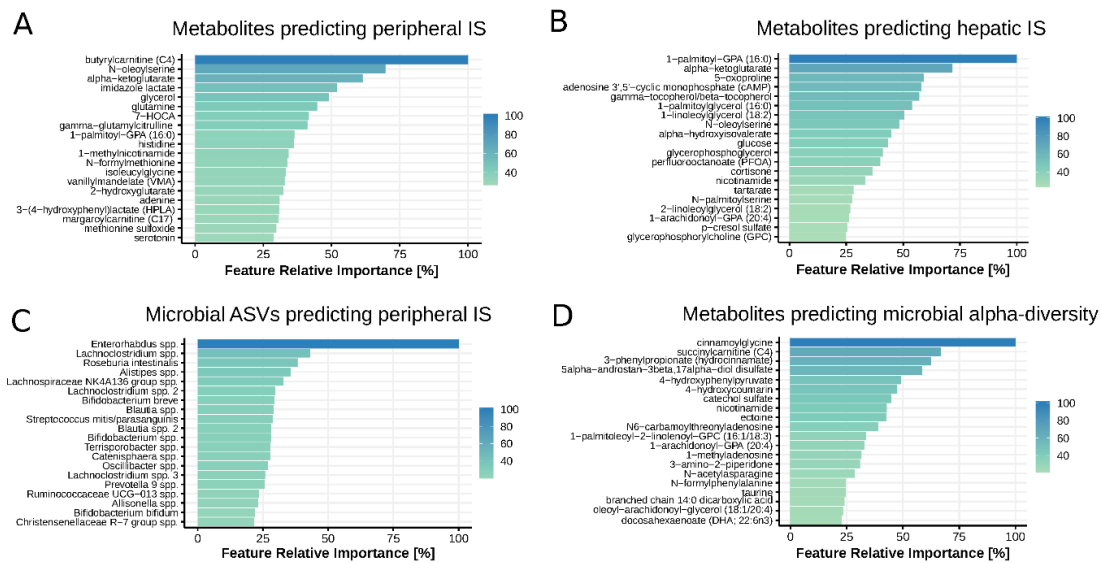 A
Metabolites predicting peripheral IS
butyrylcarnitine (C4)
N−oleoylserine
alpha−ketoglutarate
imidazole lactate
glycerol
glutamine
7−HOCA
gamma−glutamylcitrulline
1−palmitoyl−GPA (16:0)
histidine
1−methylnicotinamide
N−formylmethionine
isoleucylglycine
vanillylmandelate (VMA)
2−hydroxyglutarate
adenine
3−(4−hydroxyphenyl)lactate (HPLA)
margaroylcarnitine (C17)
methionine sulfoxide
serotonin
0 25 50 75 100
Feature Relative Importance [%]
100
80
60
40
B
Metabolites predicting hepatic IS
1−palmitoyl−GPA (16:0)
alpha−ketoglutarate
5−oxoproline
adenosine 3',5'−cyclic monophosphate (cAMP)
gamma−tocopherol/beta−tocopherol
1−palmitoylglycerol (16:0)
1−linoleoylglycerol (18:2)
N−oleoylserine
alpha−hydroxyisovalerate
glucose
glycerophosphoglycerol
perfluorooctanoate (PFOA)
cortisone
nicotinamide
tartarate
N−palmitoylserine
2−linoleoylglycerol (18:2)
1−arachidonoyl−GPA (20:4)
p−cresol sulfate
glycerophosphorylcholine (GPC)
0 25 50 75 100
Feature Relative Importance [%]
100
80
60
40
C
Microbial ASVs predicting peripheral IS
Enterorhabdus spp.
Lachnoclostridium spp.
Roseburia intestinalis
Alistipes spp.
Lachnospiraceae NK4A136 group spp.
Lachnoclostridium spp. 2
Bifidobacterium breve
Blautia spp.
Streptococcus mitis/parasanguinis
Blautia spp. 2
Bifidobacterium spp.
Terrisporobacter spp.
Catenisphaera spp.
Oscillibacter spp.
Lachnoclostridium spp. 3
Prevotella 9 spp.
Ruminococcaceae UCG−013 spp.
Allisonella spp.
Bifidobacterium bifidum
Christensenellaceae R−7 group spp.
0 25 50 75 100
Feature Relative Importance [%]
100
80
60
40
D
Metabolites predicting microbial alpha-diversity
cinnamoylglycine
succinylcarnitine (C4)
3−phenylpropionate (hydrocinnamate)
5alpha−androstan−3beta,17alpha−diol disulfate
4−hydroxyphenylpyruvate
4−hydroxycoumarin
catechol sulfate
nicotinamide
ectoine
N6−carbamoylthreonyladenosine
1−palmitoleoyl−2−linolenoyl−GPC (16:1/18:3)
1−arachidonoyl−GPA (20:4)
1−methyladenosine
3−amino−2−piperidone
N−acetylasparagine
N−formylphenylalanine
taurine
branched chain 14:0 dicarboxylic acid
oleoyl−arachidonoyl−glycerol (18:1/20:4)
docosahexaenoate (DHA; 22:6n3)
0 25 50 75 100
Feature Relative Importance [%]
100
80
60
40